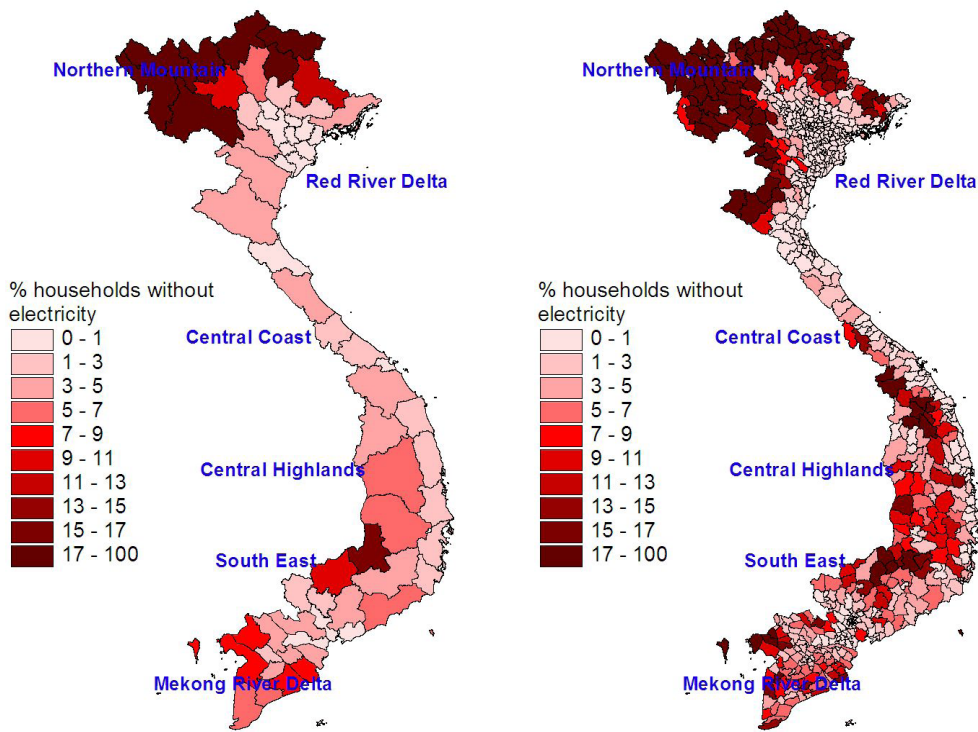 Northern Mountain
Red River Delta
% households without
electricity
0 - 1
1 - 3
3 - 5
5 - 7
7 - 9
9 - 11
11 - 13
13 - 15
15 - 17
17 - 100
Central Coast
Central Highlands
South East
Mekong River Delta
Northern Mountain
Red River Delta
% households without
electricity
0 - 1
1 - 3
3 - 5
5 - 7
7 - 9
9 - 11
11 - 13
13 - 15
15 - 17
17 - 100
Central Coast
Central Highlands
South East
Mekong River Delta